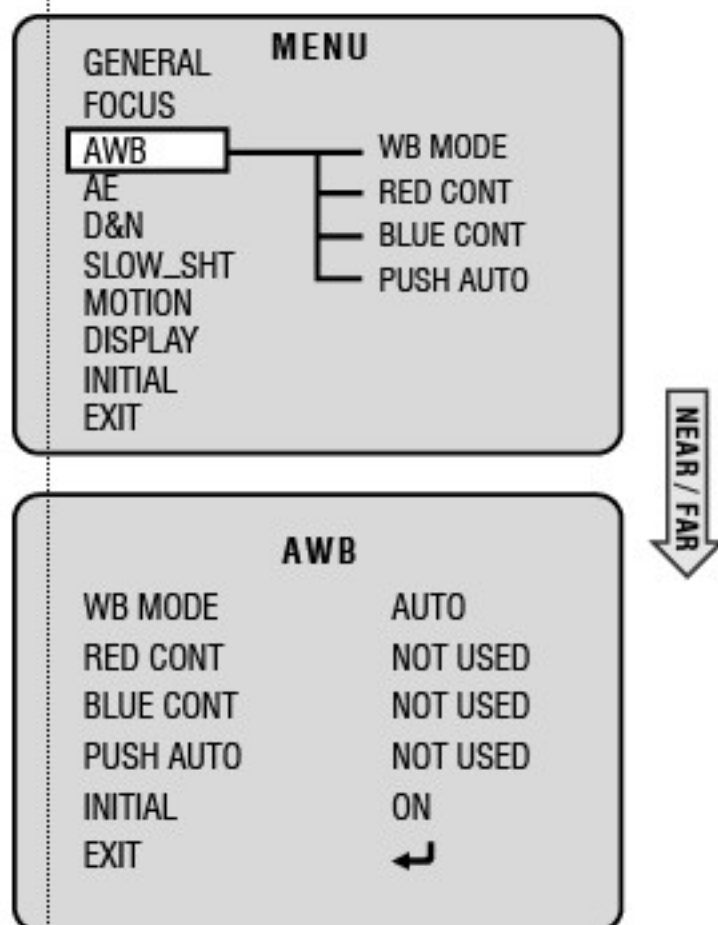 MENU
GENERAL
FOCUS
AWB WB MODE
AE RED CONT
D&N BLUE CONT
SLOW_SHT PUSH AUTO
MOTION
DISPLAY
INITIAL
EXIT
NEAR / FAR
AWB
WB MODE AUTO
RED CONT NOT USED
BLUE CONT NOT USED
PUSH AUTO NOT USED
INITIAL ON
EXIT ↵